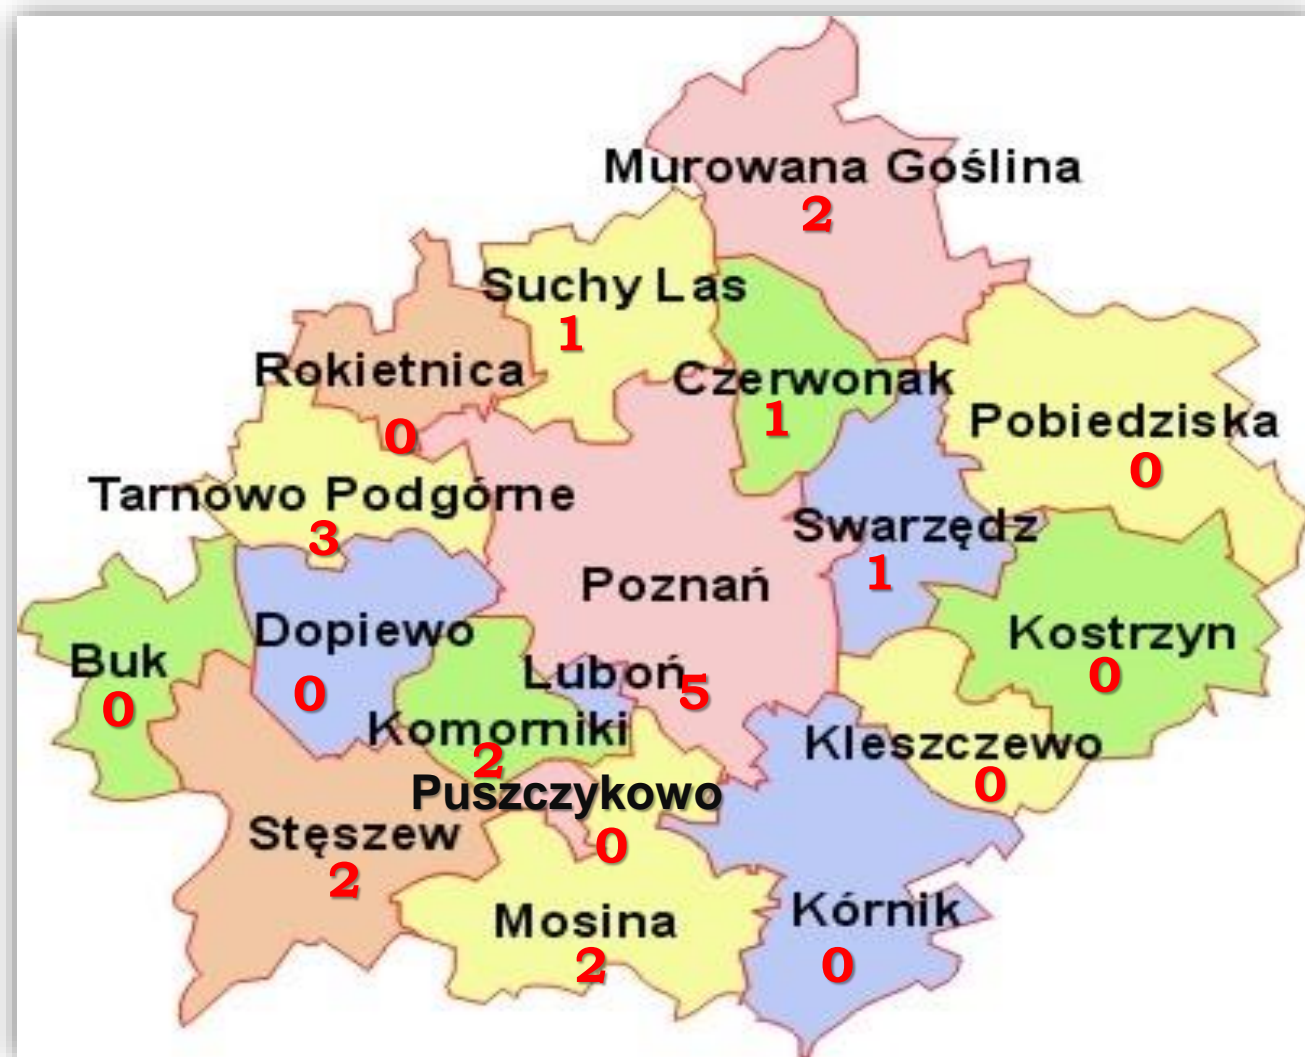 Murowana Goślina
2
Suchy Las
1
Rokietnica
0
Czerwonak
1
Pobiedziska
0
Tarnowo Podgórne
3
Swarzędz
1
Poznań
Dopiewo
0
Buk
0
Kostrzyn
0
Luboń
5
Komorniki
2
Kleszczewo
0
Puszczykowo
0
Stęszew
2
Mosina
2
Kórnik
0